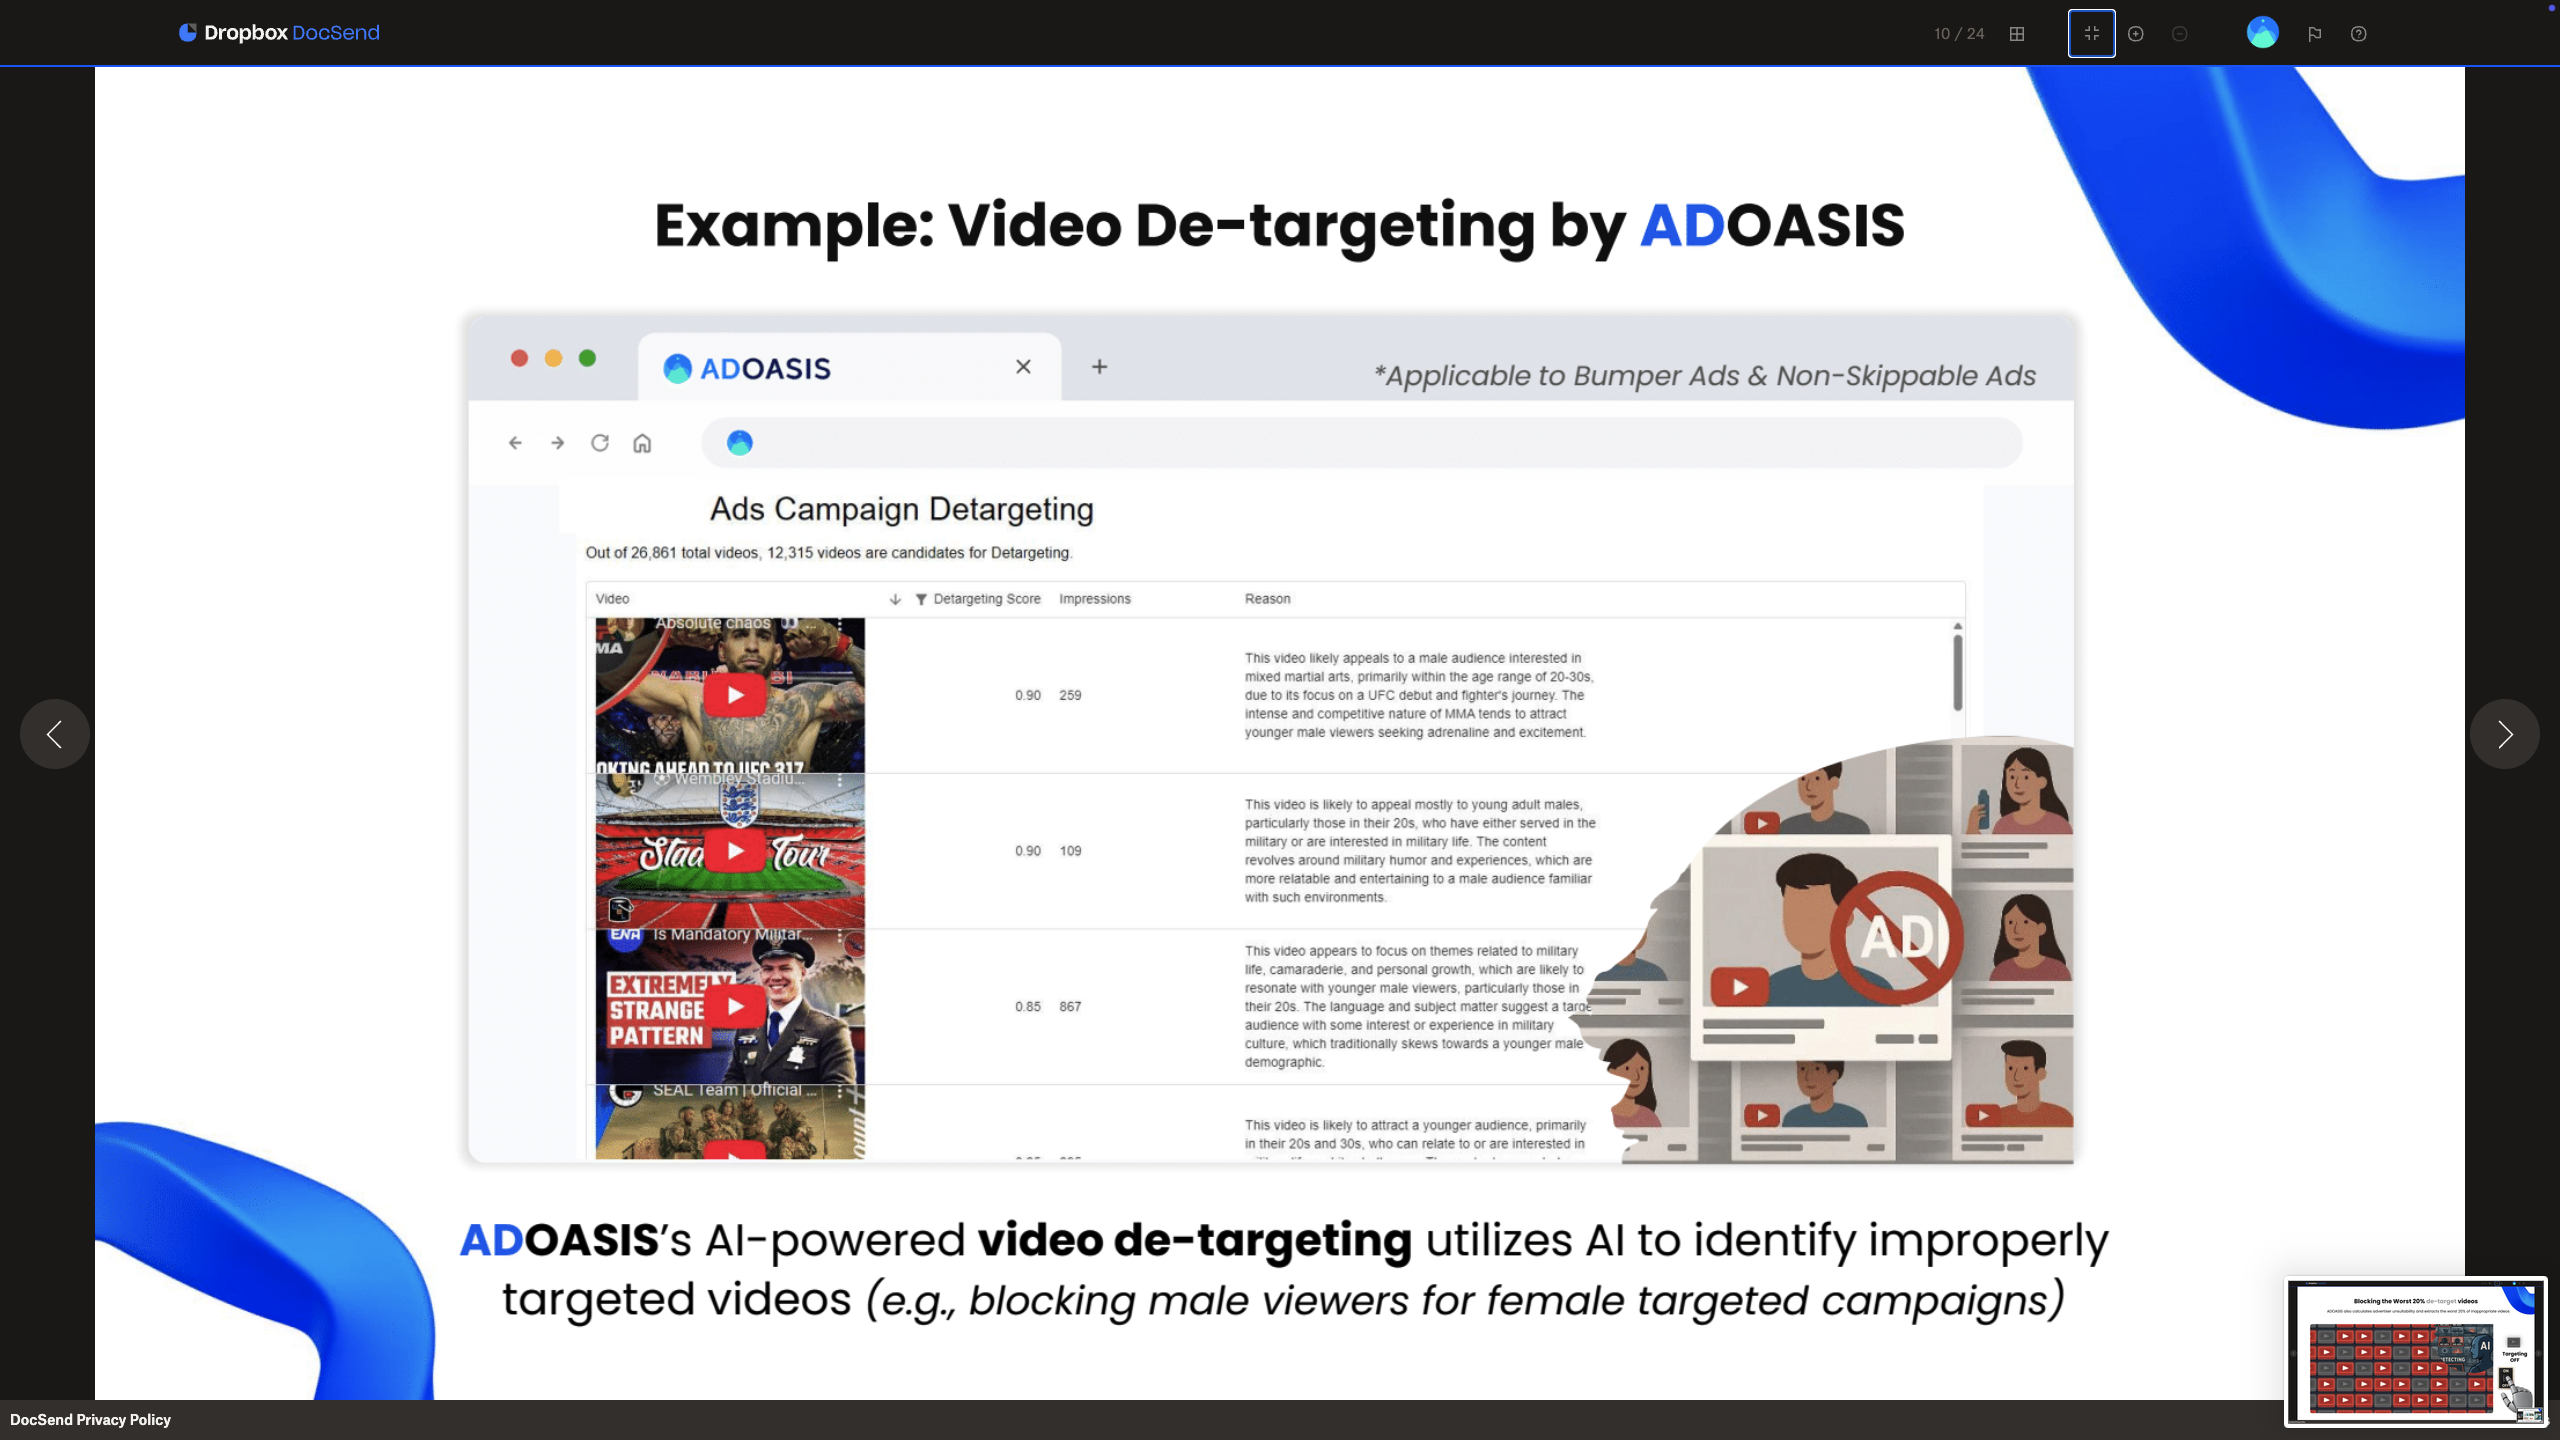 Dropbox DocSend
10 / 24
Example: Video De-targeting by ADOASIS
ADOASIS
*Applicable to Bumper Ads & Non-Skippable Ads
Ads Campaign Detargeting
Out of 26,861 total videos, 12,315 videos are candidates for Detargeting.
Video Detargeting Score Impressions Reason
Absolute chaos
MA
OKING AHEAD TO UFC 317
0.90 259
This video likely appeals to a male audience interested in
mixed martial arts, primarily within the age range of 20-30s,
due to its focus on a UFC debut and fighter's journey. The
intense and competitive nature of MMA tends to attract
younger male viewers seeking adrenaline and excitement.
Wembley Stadiu...
Tour
0.90 109
This video is likely to appeal mostly to young adult males,
particularly those in their 20s, who have either served in the
military or are interested in military life. The content
revolves around military humor and experiences, which are
more relatable and entertaining to a male audience familiar
with such environments.
Is Mandatory Militar...
EXTREMELY
STRANGE
PATTERN
0.85 867
This video appears to focus on themes related to military
life, camaraderie, and personal growth, which are likely to
resonate with younger male viewers, particularly those in
their 20s. The language and subject matter suggest a targe
audience with some interest or experience in military
culture, which traditionally skews towards a younger male
demographic.
SEAL Team | Official ...
This video is likely to attract a younger audience, primarily
in their 20s and 30s, who can relate to or are interested in
AD
ADOASIS's AI-powered video de-targeting utilizes AI to identify improperly
targeted videos (e.g., blocking male viewers for female targeted campaigns)
Blocking the Worst 20% de-target videos
AI
Targeting
OFF
DocSend Privacy Policy